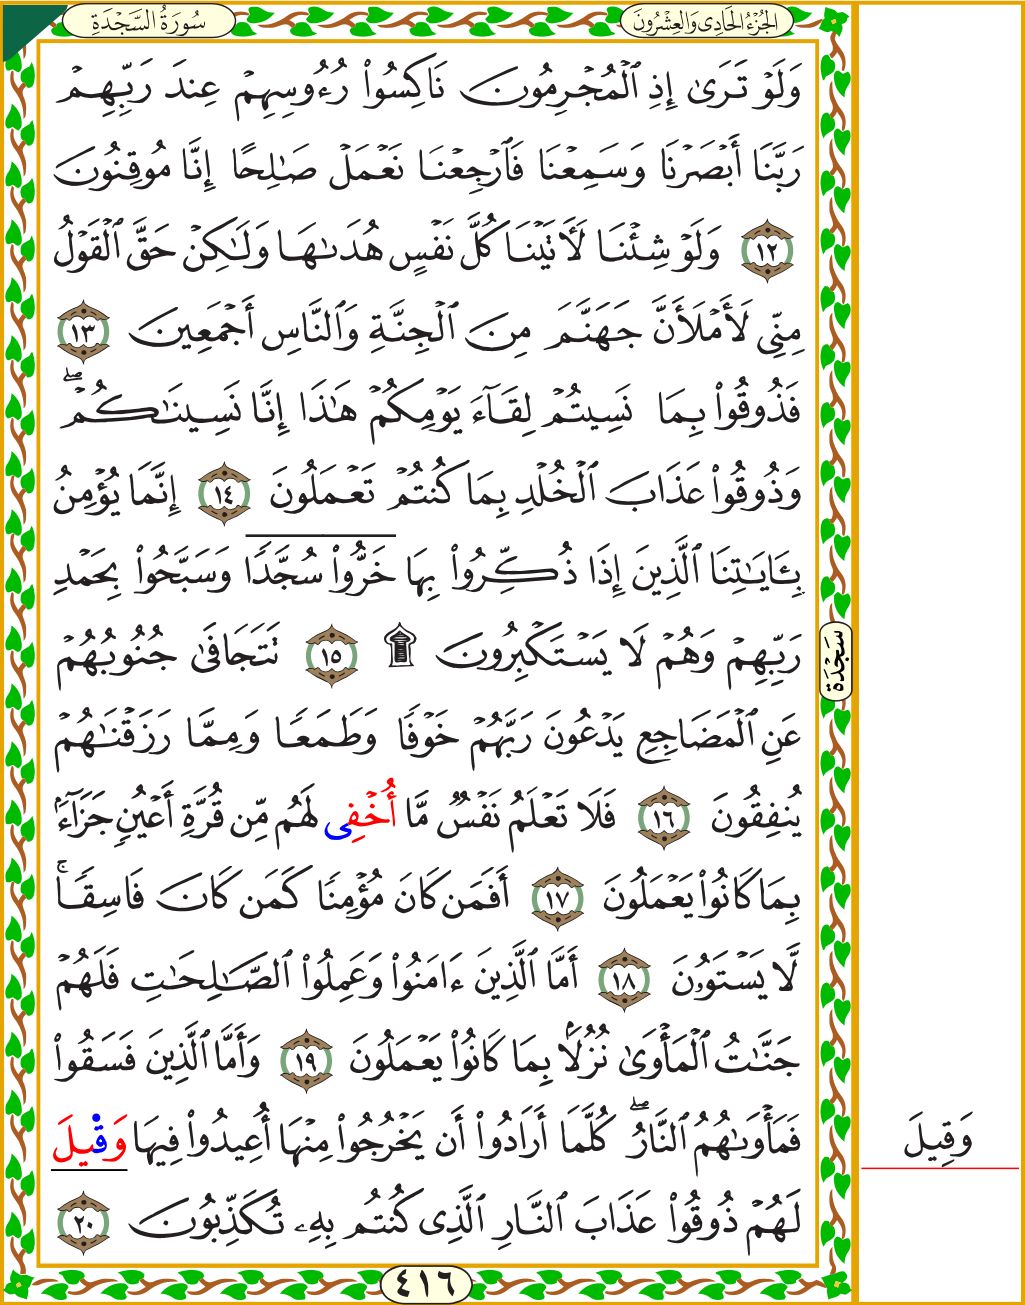 سُورَةُ السَّجْدَةِ
الجُزْءُ الحَادِى وَالعِشْرُونَ
وَلَوْ تَرَىٰٓ إِذِ ٱلْمُجْرِمُونَ نَاكِسُوا۟ رُءُوسِهِمْ عِندَ رَبِّهِمْ
رَبَّنَآ أَبْصَرْنَا وَسَمِعْنَا فَٱرْجِعْنَا نَعْمَلْ صَـٰلِحًا إِنَّا مُوقِنُونَ
١٢ وَلَوْ شِئْنَا لَأَتَيْنَا كُلَّ نَفْسٍ هُدَىٰهَا وَلَـٰكِنْ حَقَّ ٱلْقَوْلُ
مِنِّى لَأَمْلَأَنَّ جَهَنَّمَ مِنَ ٱلْجِنَّةِ وَٱلنَّاسِ أَجْمَعِينَ ١٣
فَذُوقُوا۟ بِمَا نَسِيتُمْ لِقَآءَ يَوْمِكُمْ هَـٰذَآ إِنَّا نَسِينَـٰكُمْ ۖ
وَذُوقُوا۟ عَذَابَ ٱلْخُلْدِ بِمَا كُنتُمْ تَعْمَلُونَ ١٤ إِنَّمَا يُؤْمِنُ
بِـَٔايَـٰتِنَا ٱلَّذِينَ إِذَا ذُكِّرُوا۟ بِهَا خَرُّوا۟ سُجَّدًا وَسَبَّحُوا۟ بِحَمْدِ
رَبِّهِمْ وَهُمْ لَا يَسْتَكْبِرُونَ ۩ ١٥ تَتَجَافَىٰ جُنُوبُهُمْ
سَجْدَة
عَنِ ٱلْمَضَاجِعِ يَدْعُونَ رَبَّهُمْ خَوْفًا وَطَمَعًا وَمِمَّا رَزَقْنَـٰهُمْ
يُنفِقُونَ ١٦ فَلَا تَعْلَمُ نَفْسٌ مَّآ أُخْفِى لَهُم مِّن قُرَّةِ أَعْيُنٍ جَزَآءًۢ
بِمَا كَانُوا۟ يَعْمَلُونَ ١٧ أَفَمَن كَانَ مُؤْمِنًا كَمَن كَانَ فَاسِقًا ۚ
لَّا يَسْتَوُۥنَ ١٨ أَمَّا ٱلَّذِينَ ءَامَنُوا۟ وَعَمِلُوا۟ ٱلصَّـٰلِحَـٰتِ فَلَهُمْ
جَنَّـٰتُ ٱلْمَأْوَىٰ نُزُلًۢا بِمَا كَانُوا۟ يَعْمَلُونَ ١٩ وَأَمَّا ٱلَّذِينَ فَسَقُوا۟
فَمَأْوَىٰهُمُ ٱلنَّارُ ۖ كُلَّمَآ أَرَادُوٓا۟ أَن يَخْرُجُوا۟ مِنْهَآ أُعِيدُوا۟ فِيهَا وَقِيلَ
وَقِيلَ
لَهُمْ ذُوقُوا۟ عَذَابَ ٱلنَّارِ ٱلَّذِى كُنتُم بِهِۦ تُكَذِّبُونَ ٢٠
٤١٦